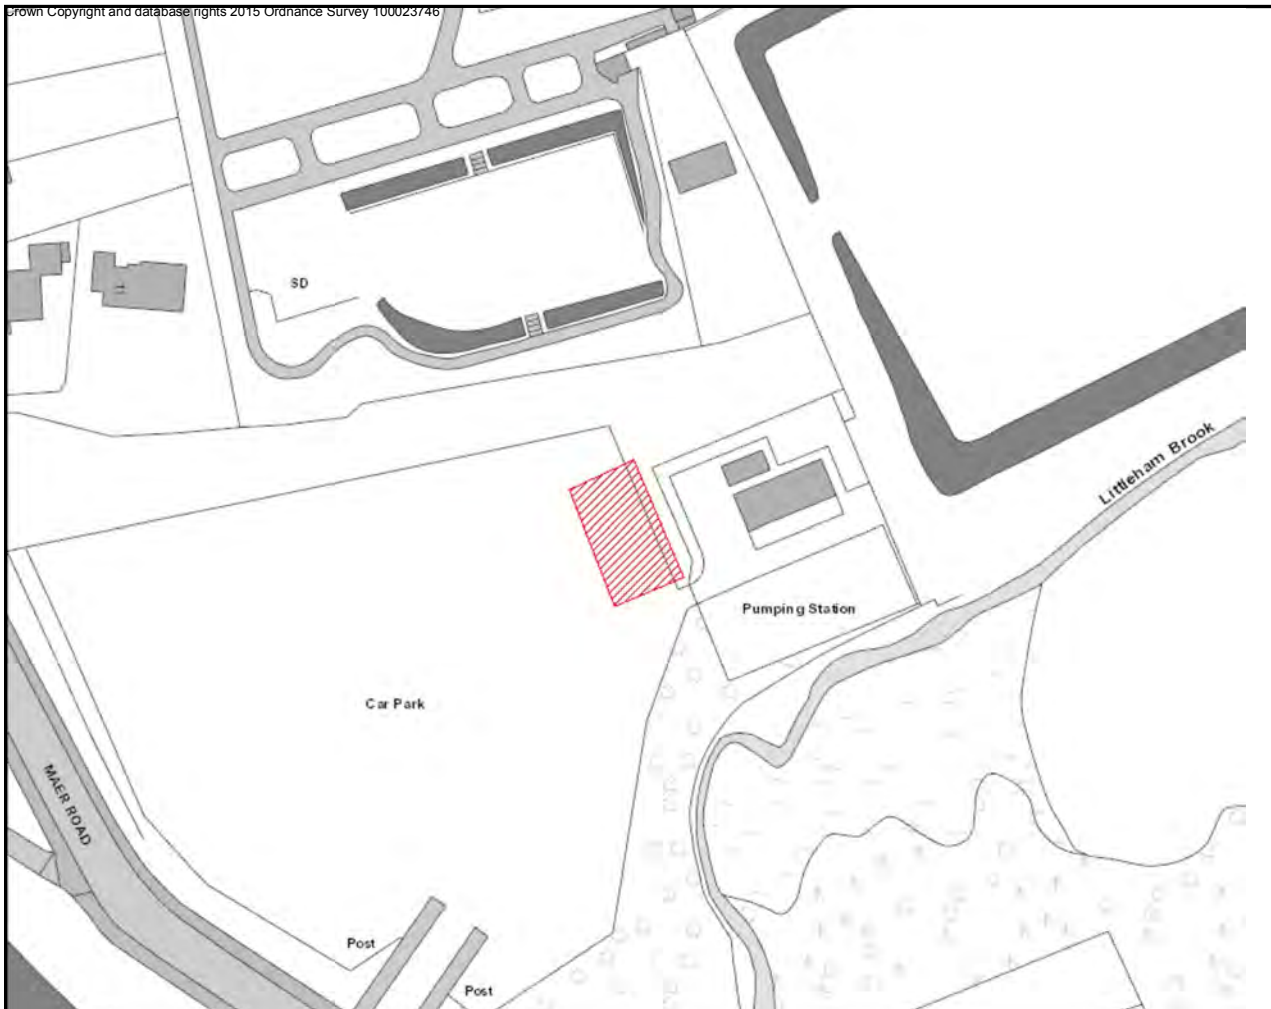 Crown Copyright and database rights 2015 Ordnance Survey 100023746
SD
Littleham Brook
Pumping Station
Car Park
MAER ROAD
Post
Post